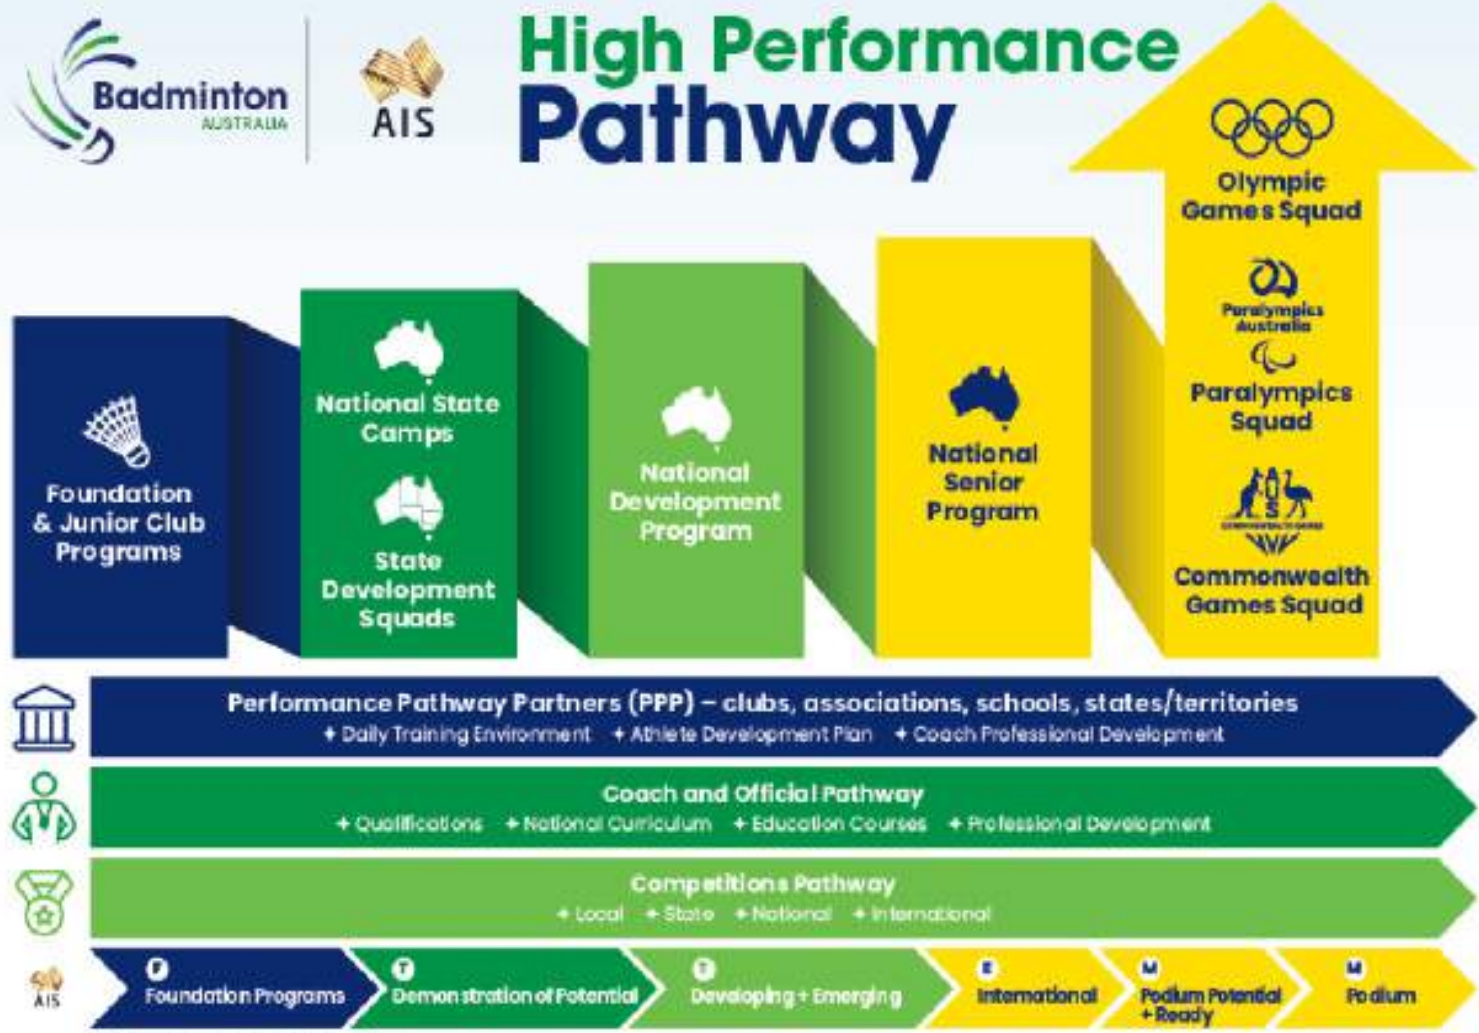 Badminton
AUSTRALIA
AIS
High Performance
Pathway
Foundation
& Junior Club
Programs
National State
Camps
State
Development
Squads
National
Development
Program
National
Senior
Program
Olympic
Games Squad
Paralympics
Australia
Paralympics
Squad
COMMONWEALTH GAMES
Commonwealth
Games Squad
Performance Pathway Partners (PPP) – clubs, associations, schools, states/territories
+ Daily Training Environment + Athlete Development Plan + Coach Professional Development
Coach and Official Pathway
+ Qualifications + National Curriculum + Education Courses + Professional Development
Competitions Pathway
+ Local + State + National + International
AIS
F
Foundation Programs
T
Demonstration of Potential
T
Developing + Emerging
E
International
M
Podium Potential
+ Ready
M
Podium